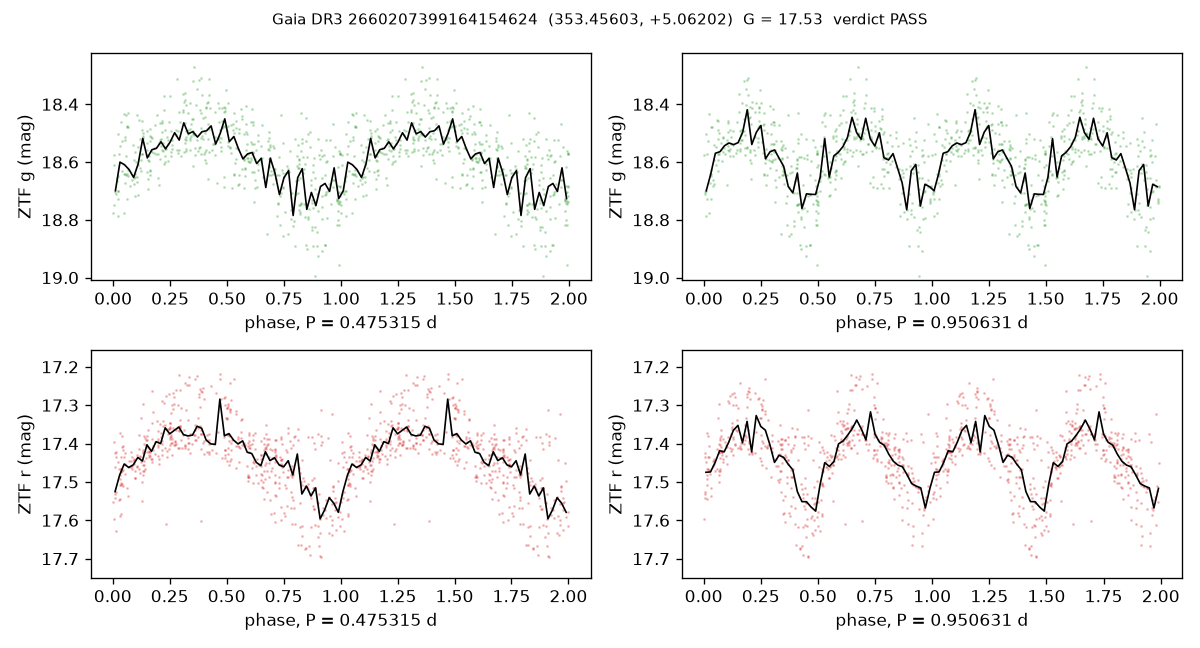 Gaia DR3 2660207399164154624  (353.45603, +5.06202)  G = 17.53  verdict PASS
ZTF g (mag)
18.4
18.6
18.8
19.0
0.00 0.25 0.50 0.75 1.00 1.25 1.50 1.75 2.00
phase, P = 0.475315 d
ZTF g (mag)
18.4
18.6
18.8
19.0
0.00 0.25 0.50 0.75 1.00 1.25 1.50 1.75 2.00
phase, P = 0.950631 d
ZTF r (mag)
17.2
17.3
17.4
17.5
17.6
17.7
0.00 0.25 0.50 0.75 1.00 1.25 1.50 1.75 2.00
phase, P = 0.475315 d
ZTF r (mag)
17.2
17.3
17.4
17.5
17.6
17.7
0.00 0.25 0.50 0.75 1.00 1.25 1.50 1.75 2.00
phase, P = 0.950631 d